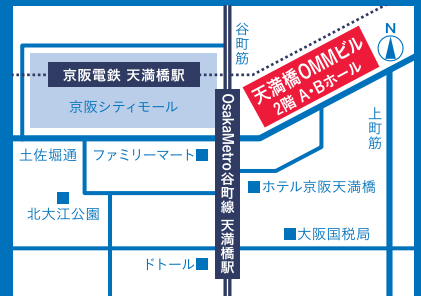 谷町筋
N
天満橋OMMビル
2階 A・Bホール
京阪電鉄 天満橋駅
京阪シティモール
上町筋
OsakaMetro谷町線 天満橋駅
土佐堀通
ファミリーマート
ホテル京阪天満橋
北大江公園
大阪国税局
ドトール